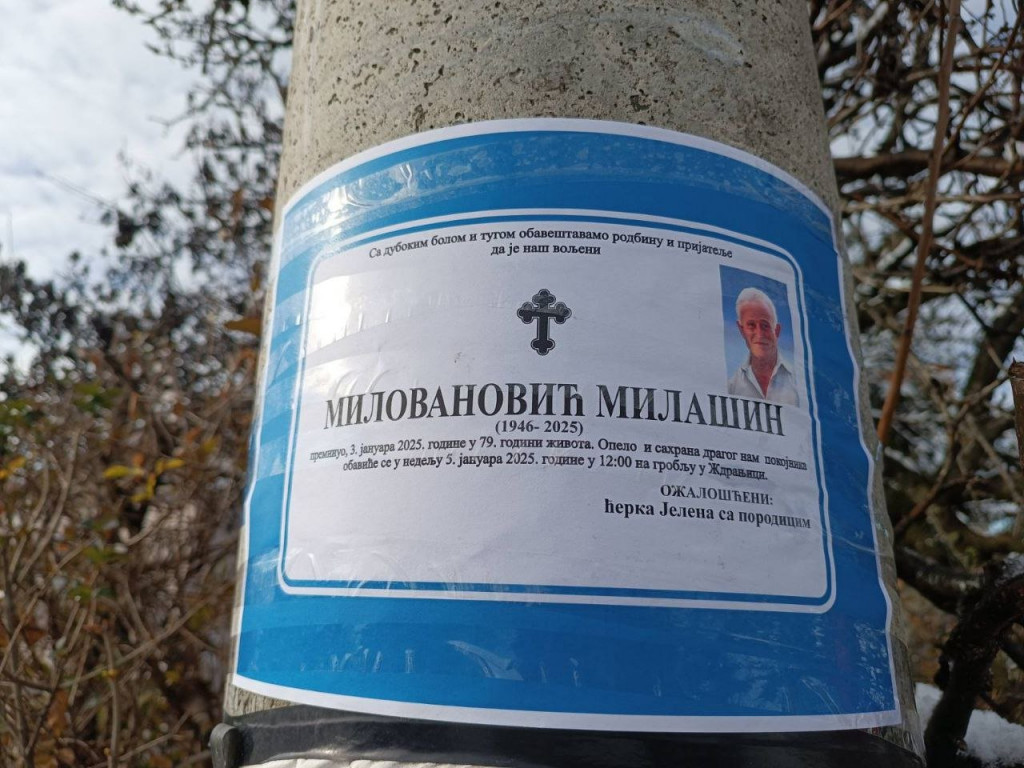 Са дубоким болом и тугом обавештавамо родбину и пријатеље
да је наш вољени
МИЛОВАНОВИЋ МИЛАШИН
(1946- 2025)
преминуо, 3. јануара 2025. године у 79. години живота. Опело и сахрана драгог нам покојника
обавиће се у недељу 5. јануара 2025. године у 12:00 на гробљу у Ждраљици.
ОЖАЛОШЋЕНИ:
ћерка Јелена са породицим